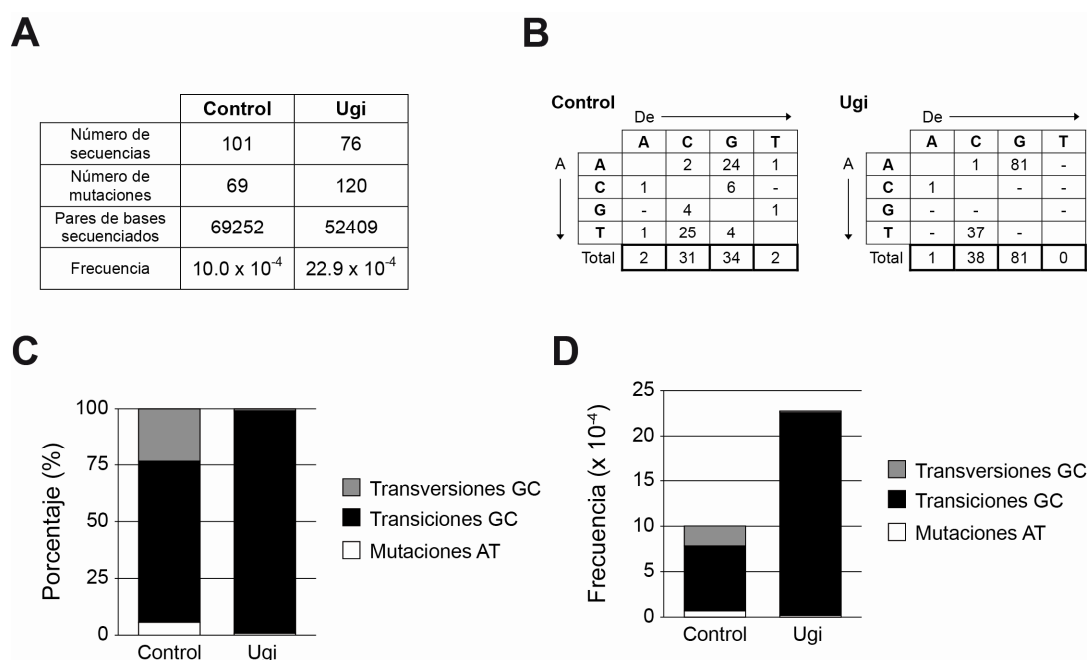 A
Control Ugi
Número de
secuencias 101 76
Número de
mutaciones 69 120
Pares de bases
secuenciados 69252 52409
Frecuencia 10.0 x 10-4 22.9 x 10-4
B
Control
De
A C G T
A
A 2 24 1
C 1 6 -
G - 4 1
T 1 25 4
Total 2 31 34 2
Ugi
De
A C G T
A
A 1 81 -
C 1 - -
G - - -
T - 37 -
Total 1 38 81 0
C
Porcentaje (%)
100
75
50
25
0
Control Ugi
Transversiones GC
Transiciones GC
Mutaciones AT
D
Frecuencia (x 10-4)
25
20
15
10
5
0
Control Ugi
Transversiones GC
Transiciones GC
Mutaciones AT